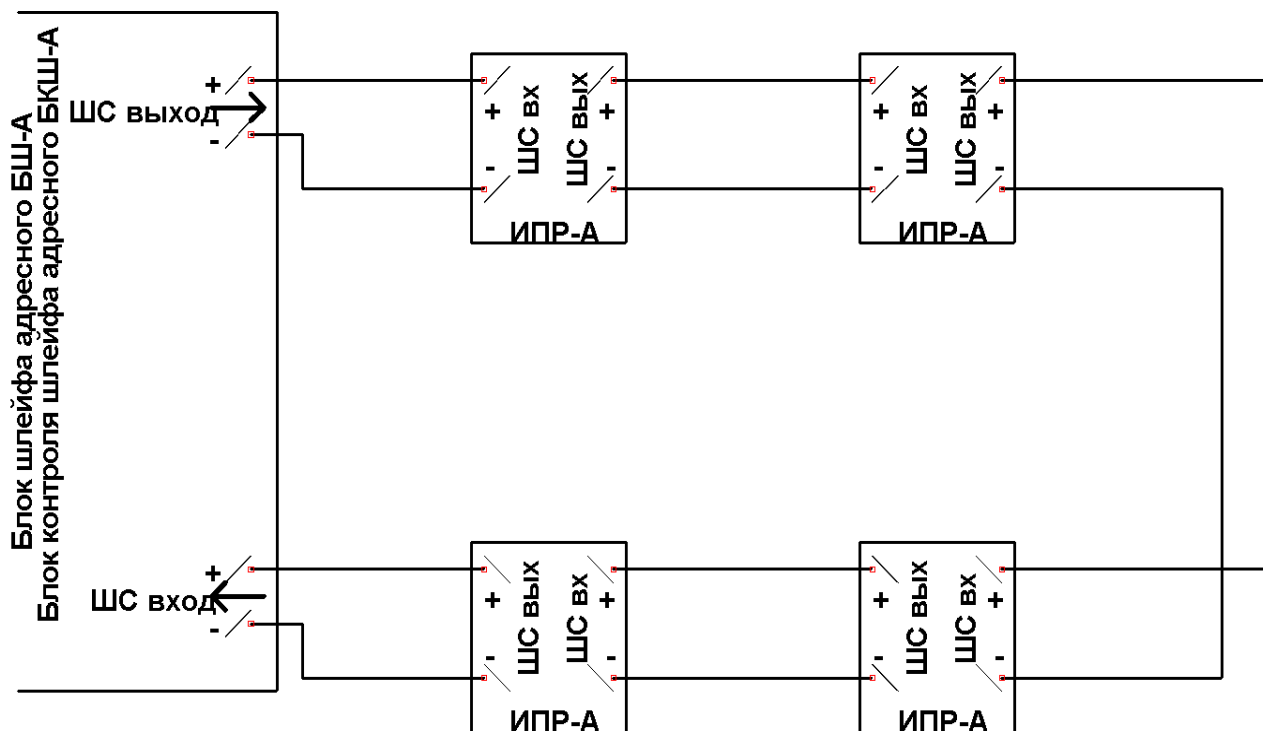 Блок шлейфа адресного БШ-А
Блок контроля шлейфа адресного БКШ-А
+
ШС выход
-
+
-
ШС вх
ШС вых
+
-
ИПР-А
+
-
ШС вх
ШС вых
+
-
ИПР-А
+
ШС вход
-
+
-
ШС вых
ШС вх
+
-
ИПР-А
+
-
ШС вых
ШС вх
+
-
ИПР-А